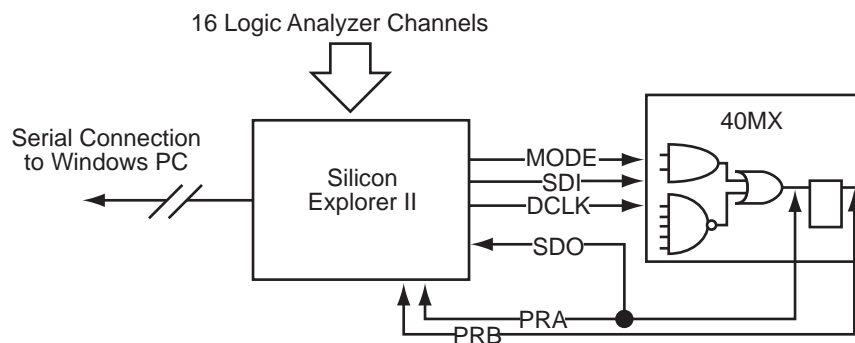 16 Logic Analyzer Channels
Serial Connection
to Windows PC
Silicon
Explorer II
MODE
SDI
DCLK
SDO
PRA
PRB
40MX